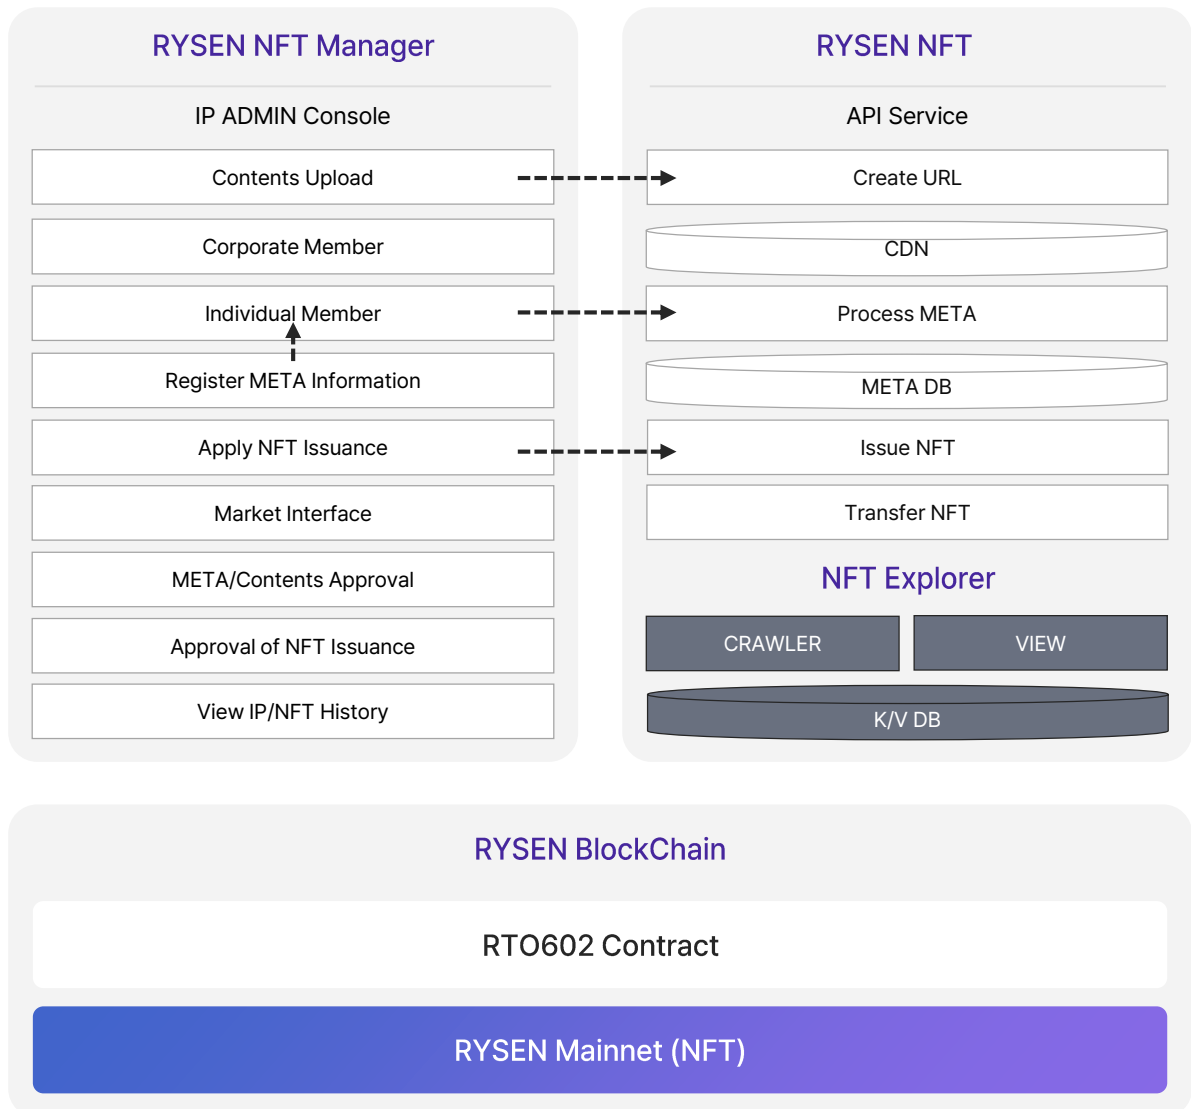 RYSEN NFT Manager
IP ADMIN Console
Contents Upload
Corporate Member
Individual Member
Register META Information
Apply NFT Issuance
Market Interface
META/Contents Approval
Approval of NFT Issuance
View IP/NFT History
RYSEN NFT
API Service
Create URL
CDN
Process META
META DB
Issue NFT
Transfer NFT
NFT Explorer
CRAWLER
VIEW
K/V DB
RYSEN BlockChain
RTO602 Contract
RYSEN Mainnet (NFT)